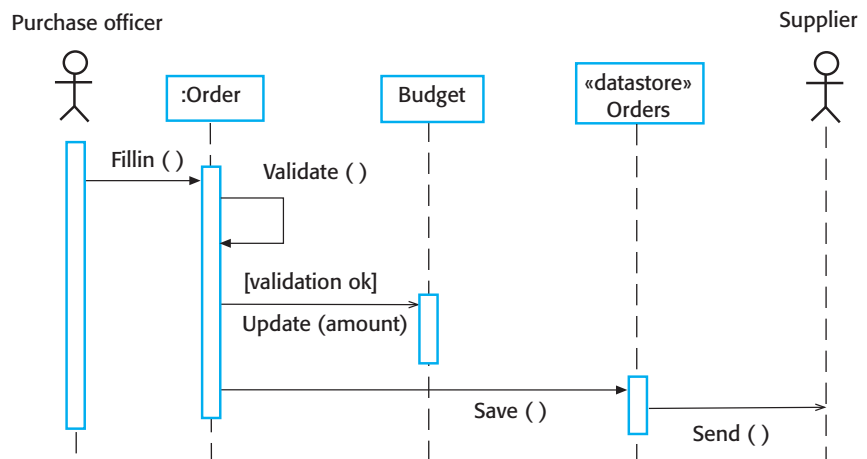 Purchase officer
Supplier
:Order
Budget
«datastore»
Orders
Fillin ( )
Validate ( )
[validation ok]
Update (amount)
Save ( )
Send ( )